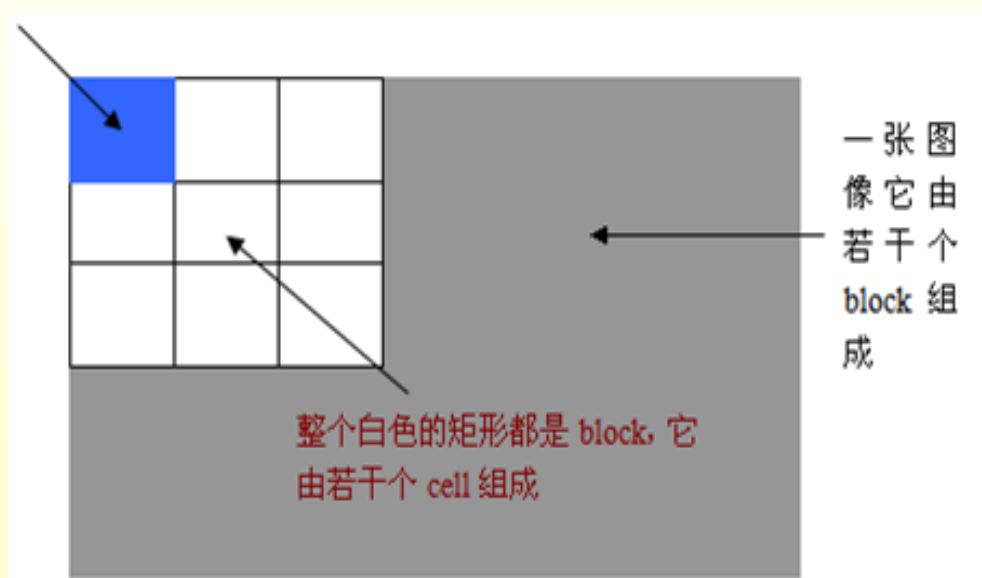 一张图
像它由
若干个
block 组
成
整个白色的矩形都是 block，它
由若干个 cell 组成